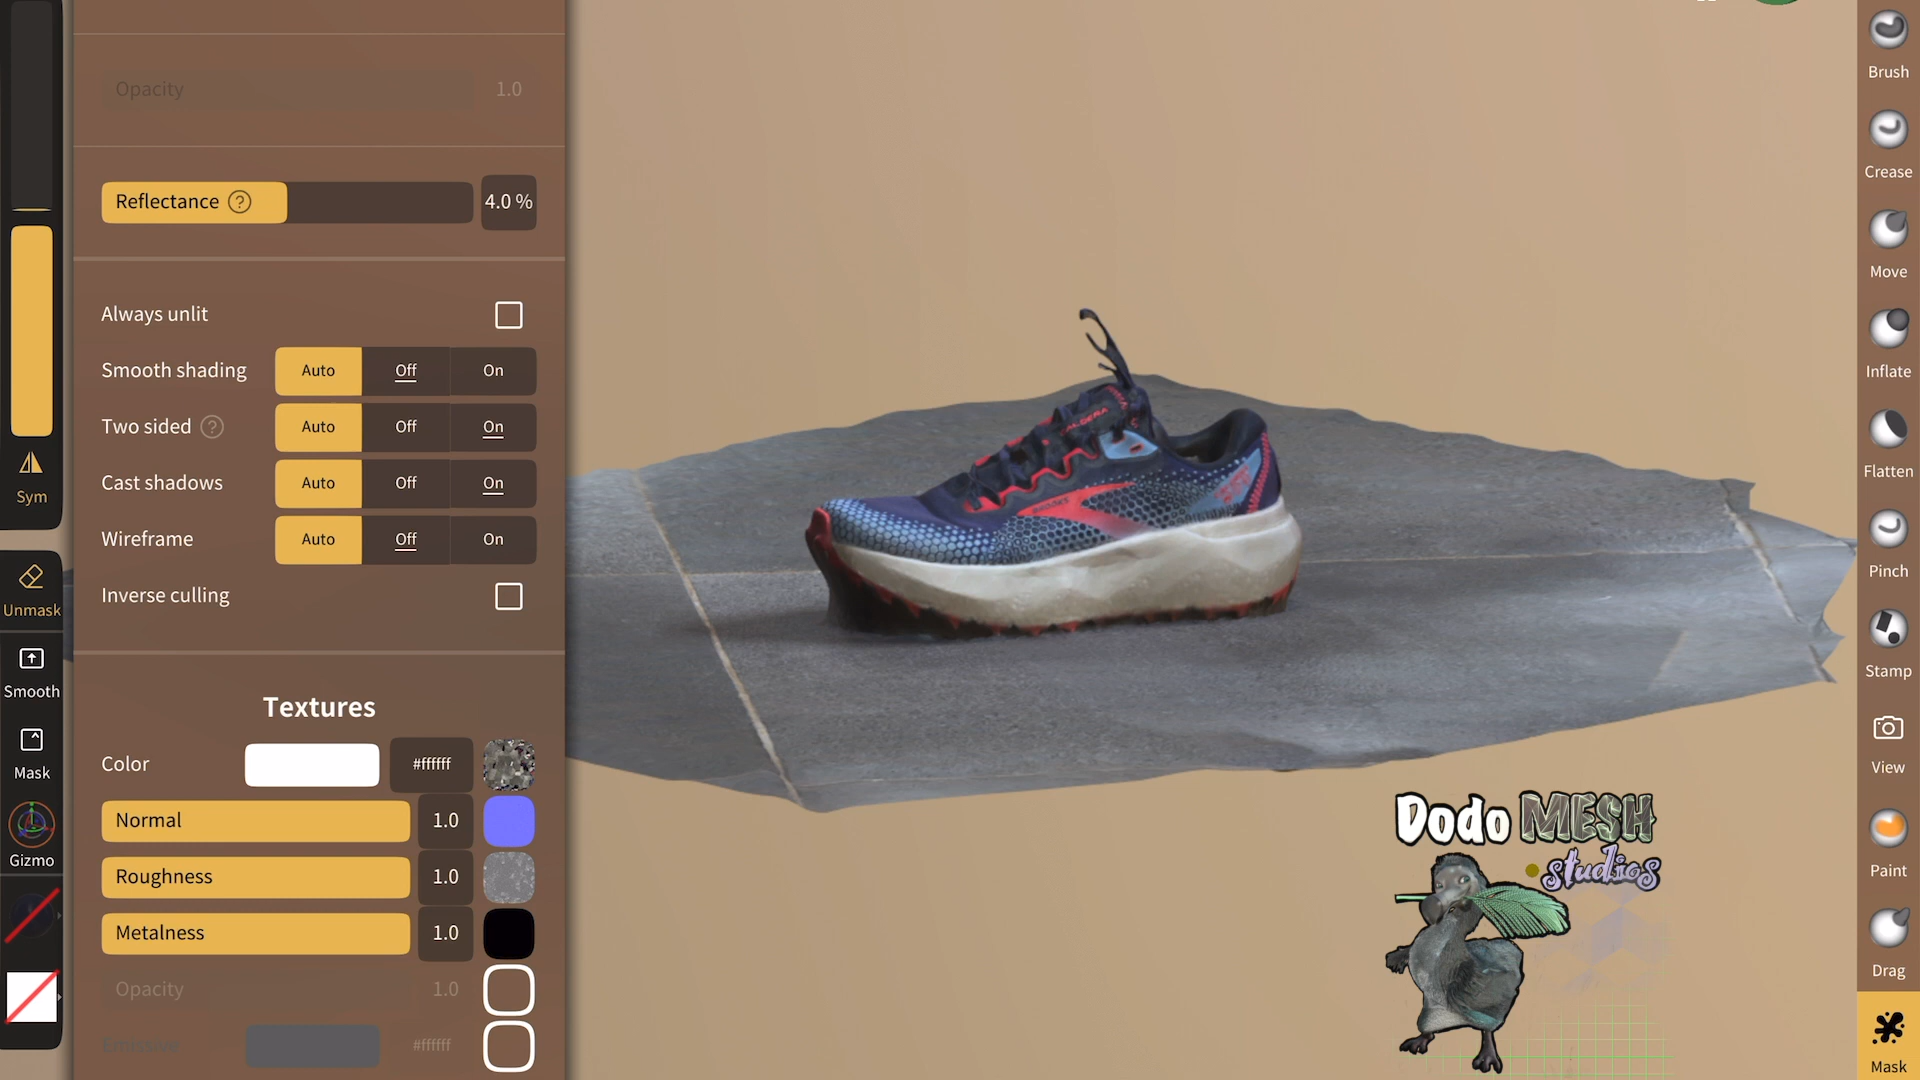 Opacity 1.0
Reflectance ? 4.0 %
Always unlit
Smooth shading Auto Off On
Two sided ? Auto Off On
Cast shadows Auto Off On
Wireframe Auto Off On
Inverse culling
Textures
Color #ffffff
Normal 1.0
Roughness 1.0
Metalness 1.0
Opacity 1.0
Emissive #ffffff
Sym
Unmask
Smooth
Mask
Gizmo
CALDERA
BROOKS
Dodo MESH
studios
Brush
Crease
Move
Inflate
Flatten
Pinch
Stamp
View
Paint
Drag
Mask